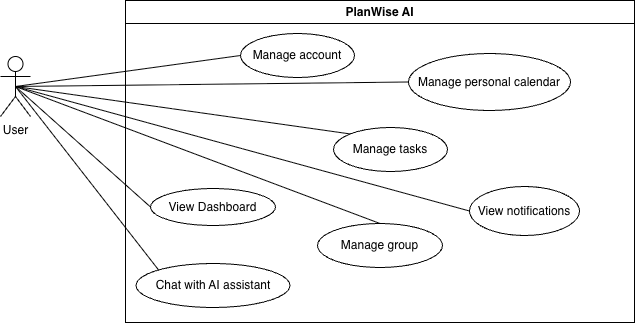 PlanWise AI
Manage account
Manage personal calendar
User
Manage tasks
View Dashboard
View notifications
Manage group
Chat with AI assistant